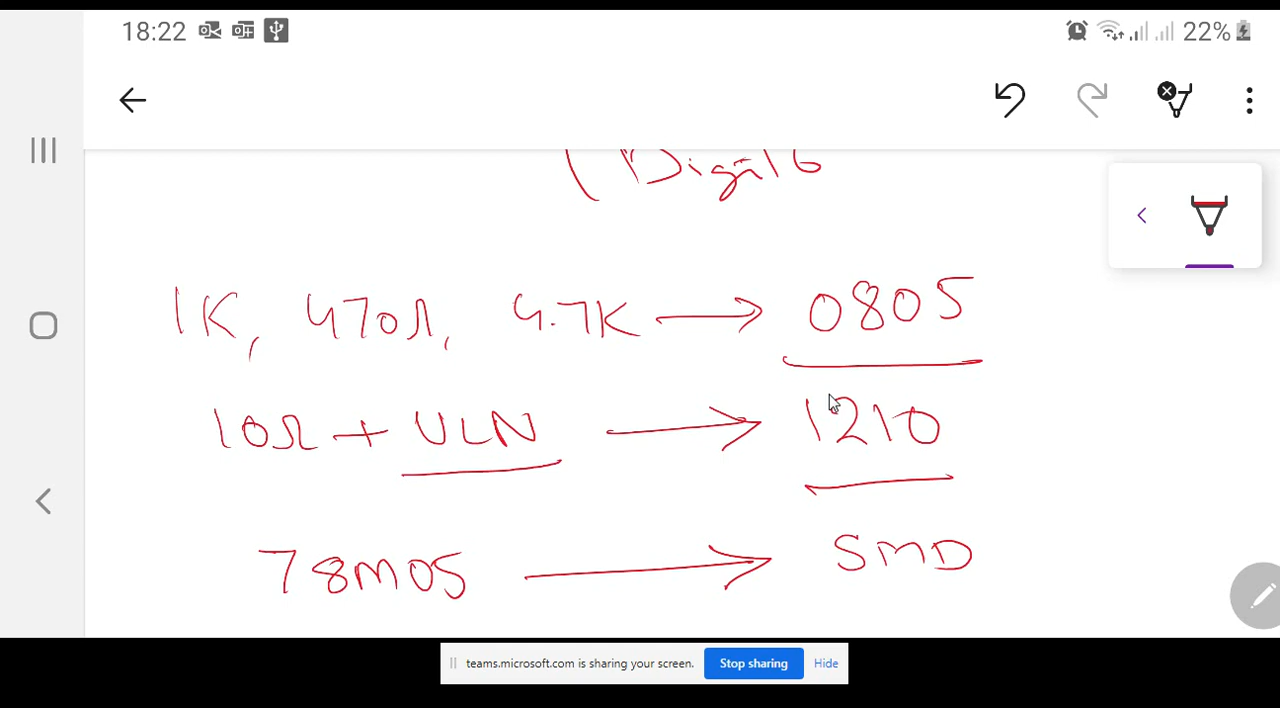 18:22
22%
1K, 470Ω, 4.7K → 0805
10Ω + ULN → 1210
78M05 → SMD
teams.microsoft.com is sharing your screen. Stop sharing Hide